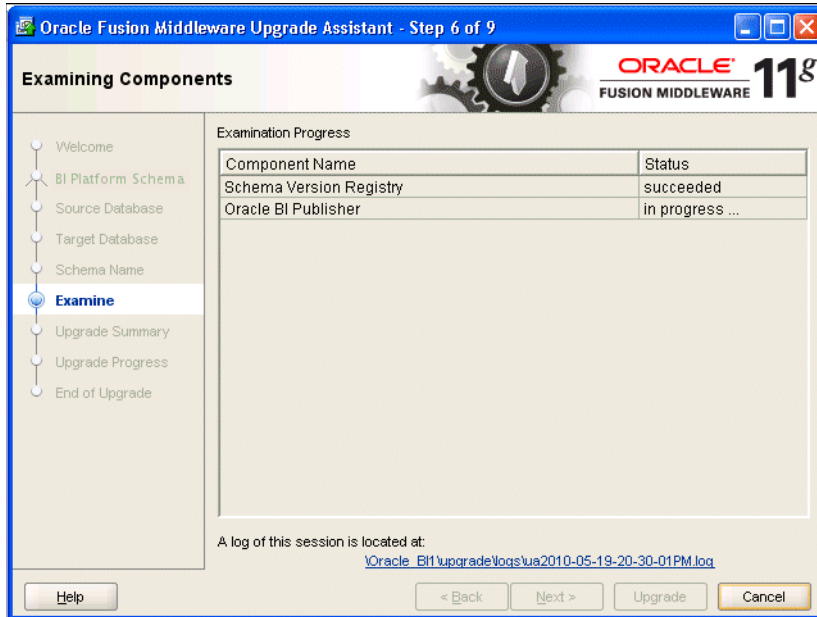 Oracle Fusion Middleware Upgrade Assistant - Step 6 of 9
Examining Components
ORACLE
FUSION MIDDLEWARE 11g
Welcome
BI Platform Schema
Source Database
Target Database
Schema Name
Examine
Upgrade Summary
Upgrade Progress
End of Upgrade
Examination Progress
Component Name Status
Schema Version Registry succeeded
Oracle BI Publisher in progress ...
A log of this session is located at:
\Oracle_BI1\upgrade\logs\ua2010-05-19-20-30-01PM.log
Help < Back Next > Upgrade Cancel